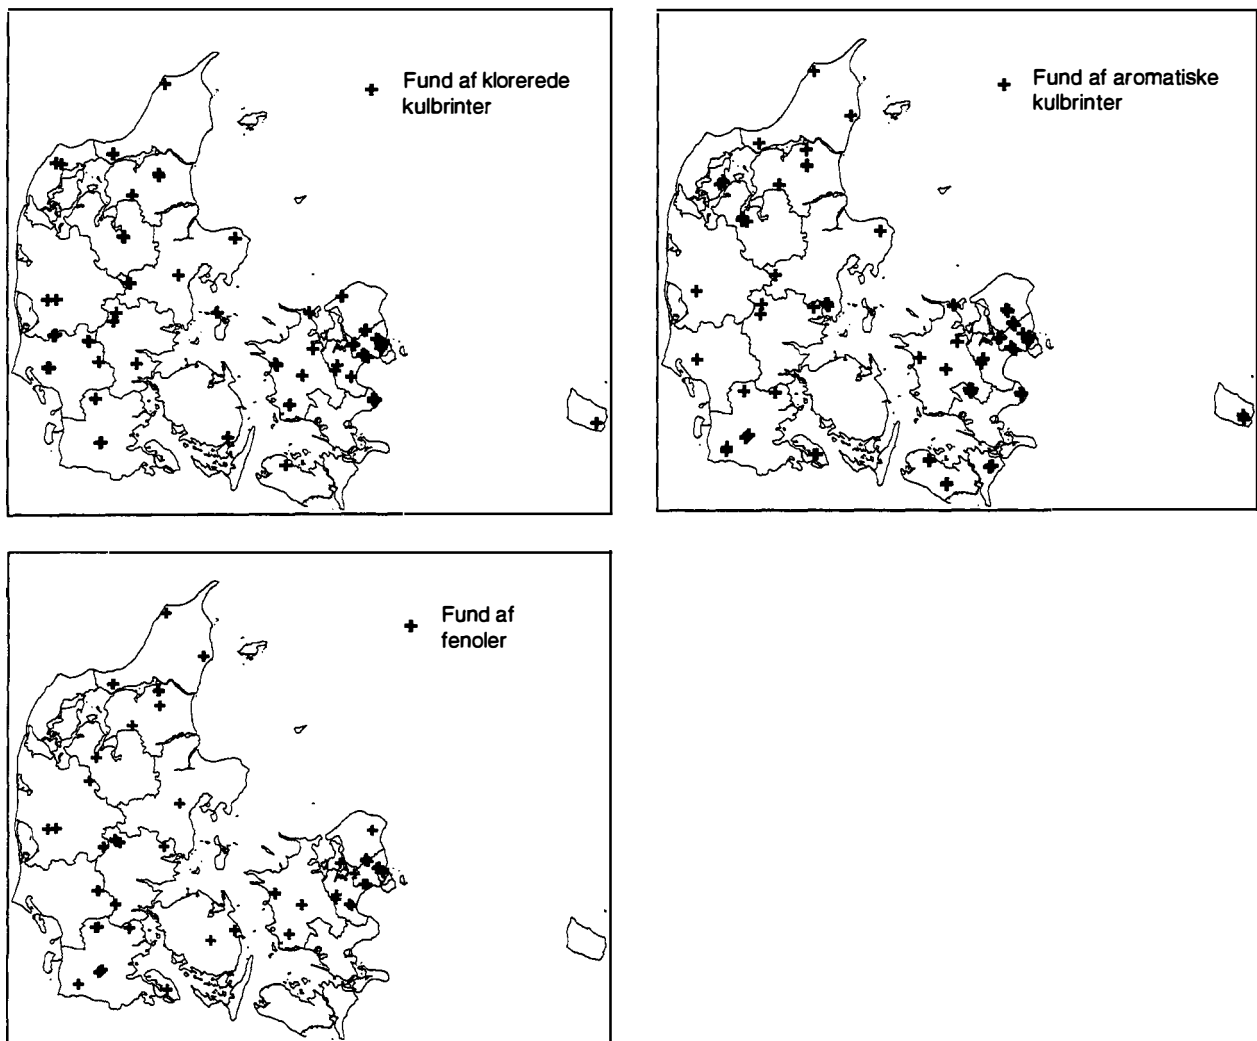 Fund af klorerede
kulbrinter
Fund af aromatiske
kulbrinter
Fund af
fenoler